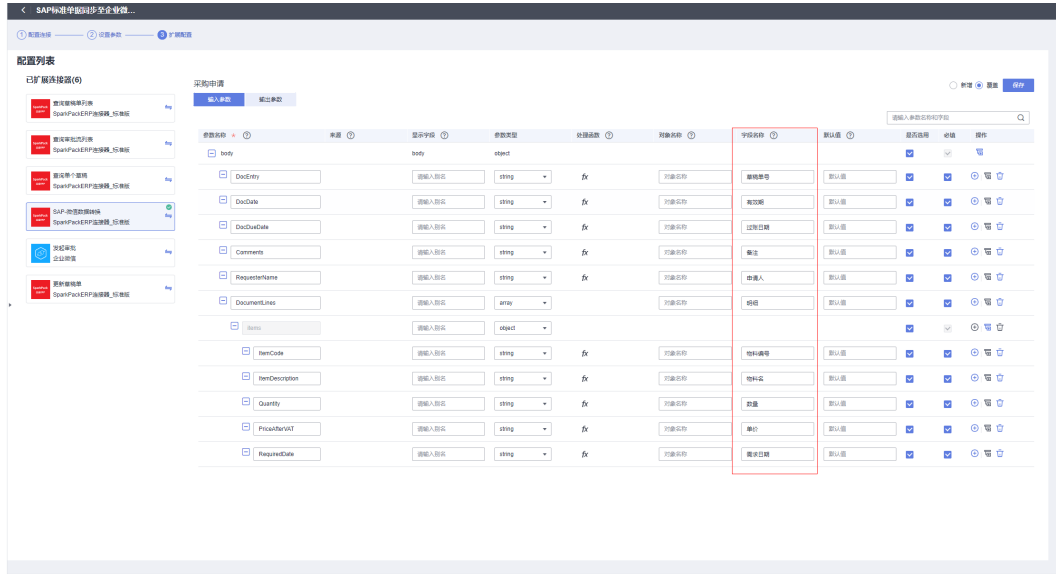 SAP标准单据同步至企业微...
1 配置连接 2 设置参数 3 扩展配置
配置列表
已扩展连接器(6)
查询草稿单列表
SparkPackERP连接器_标准版
查询审批流列表
SparkPackERP连接器_标准版
查询单个草稿
SparkPackERP连接器_标准版
SAP-微信数据转换
SparkPackERP连接器_标准版
发起审批
企业微信
更新草稿单
SparkPackERP连接器_标准版
采购申请
新增 覆盖 保存
输入参数 输出参数
请输入参数名称和字段
参数名称 * 来源 显示字段 参数类型 处理函数 对象名称 字段名称 默认值 是否启用 必填 操作
body body object
DocEntry 请输入别名 string fx 对象名称 草稿单号 默认值
DocDate 请输入别名 string fx 对象名称 有效期 默认值
DocDueDate 请输入别名 string fx 对象名称 过账日期 默认值
Comments 请输入别名 string fx 对象名称 备注 默认值
RequesterName 请输入别名 string fx 对象名称 申请人 默认值
DocumentLines 请输入别名 array 对象名称 明细 默认值
items 请输入别名 object
ItemCode 请输入别名 string fx 对象名称 物料编号 默认值
ItemDescription 请输入别名 string fx 对象名称 物料名 默认值
Quantity 请输入别名 string fx 对象名称 数量 默认值
PriceAfterVAT 请输入别名 string fx 对象名称 单价 默认值
RequiredDate 请输入别名 string fx 对象名称 需求日期 默认值